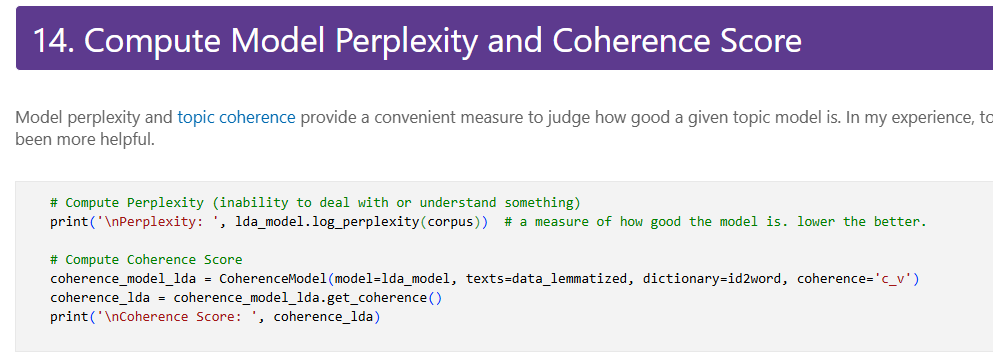 14. Compute Model Perplexity and Coherence Score
Model perplexity and topic coherence provide a convenient measure to judge how good a given topic model is. In my experience,
been more helpful.
# Compute Perplexity (inability to deal with or understand something)
print('\nPerplexity: ', lda_model.log_perplexity(corpus))  # a measure of how good the model is. lower the better.
# Compute Coherence Score
coherence_model_lda = CoherenceModel(model=lda_model, texts=data_lemmatized, dictionary=id2word, coherence='c_v')
coherence_lda = coherence_model_lda.get_coherence()
print('\nCoherence Score: ', coherence_lda)